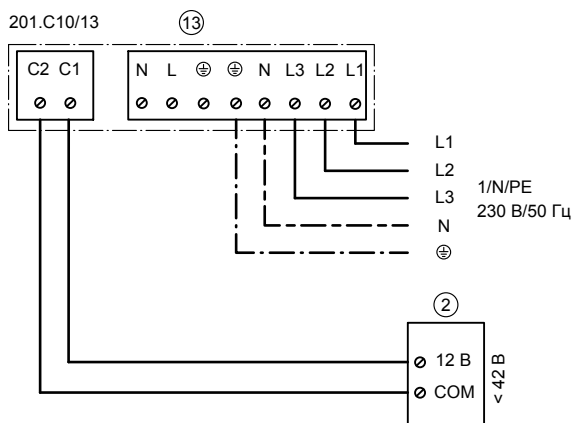 201.C10/13
13
C2 C1
N L ⏚ ⏚ N L3 L2 L1
L1
L2
L3
N
⏚
1/N/PE
230 В/50 Гц
2
12 В
COM
< 42 В